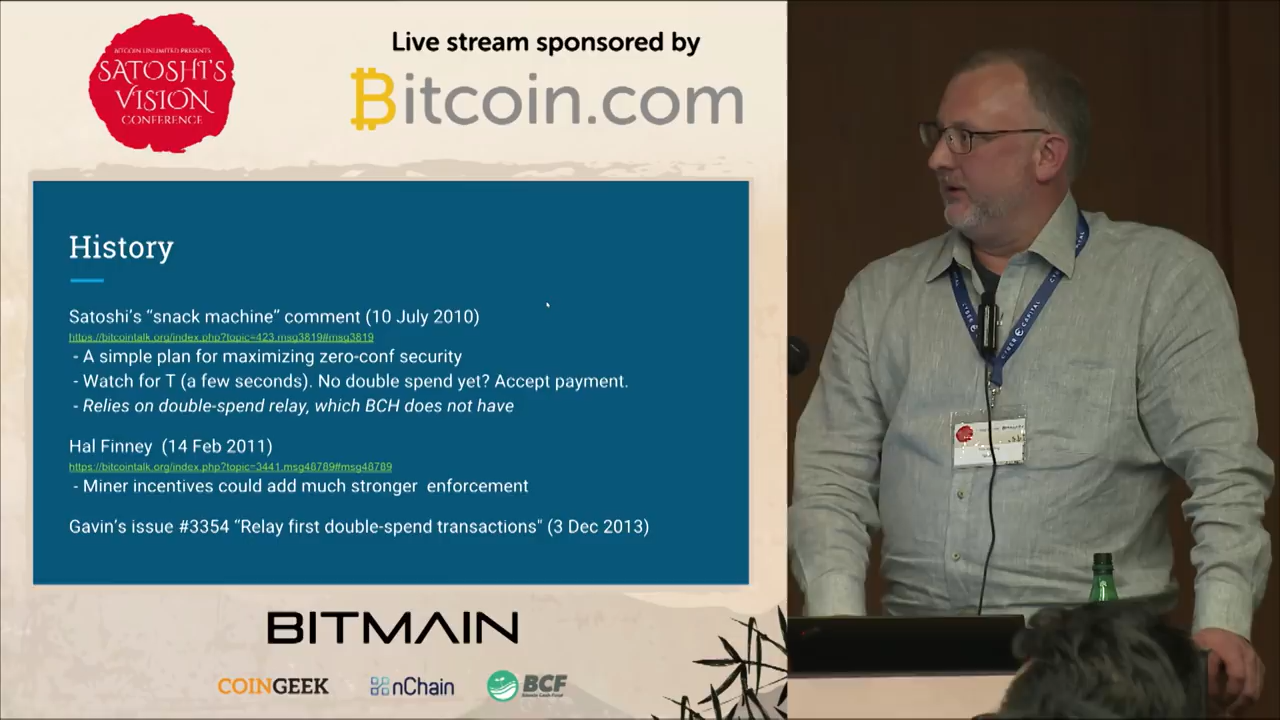 BITCOIN UNLIMITED PRESENTS
SATOSHI'S
VISION
CONFERENCE
Live stream sponsored by
Bitcoin.com
History
Satoshi's "snack machine" comment (10 July 2010)
https://bitcointalk.org/index.php?topic=423.msg3819#msg3819
- A simple plan for maximizing zero-conf security
- Watch for T (a few seconds). No double spend yet? Accept payment.
- Relies on double-spend relay, which BCH does not have
Hal Finney (14 Feb 2011)
https://bitcointalk.org/index.php?topic=3441.msg48789#msg48789
- Miner incentives could add much stronger enforcement
Gavin's issue #3354 "Relay first double-spend transactions" (3 Dec 2013)
BITMAIN
COINGEEK
nChain
BCF
CYBER CAPITAL